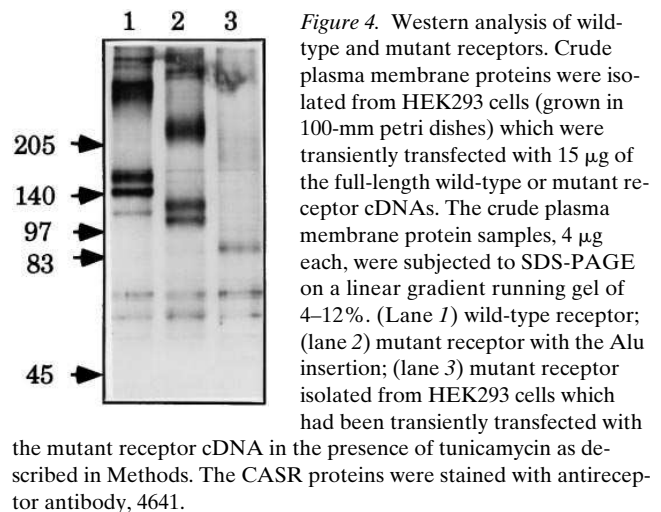 1 2 3
205
140
97
83
45
Figure 4. Western analysis of wild-
type and mutant receptors. Crude
plasma membrane proteins were iso-
lated from HEK293 cells (grown in
100-mm petri dishes) which were
transiently transfected with 15 μg of
the full-length wild-type or mutant re-
ceptor cDNAs. The crude plasma
membrane protein samples, 4 μg
each, were subjected to SDS-PAGE
on a linear gradient running gel of
4–12%. (Lane 1) wild-type receptor;
(lane 2) mutant receptor with the Alu
insertion; (lane 3) mutant receptor
isolated from HEK293 cells which
had been transiently transfected with
the mutant receptor cDNA in the presence of tunicamycin as de-
scribed in Methods. The CASR proteins were stained with antirecep-
tor antibody, 4641.